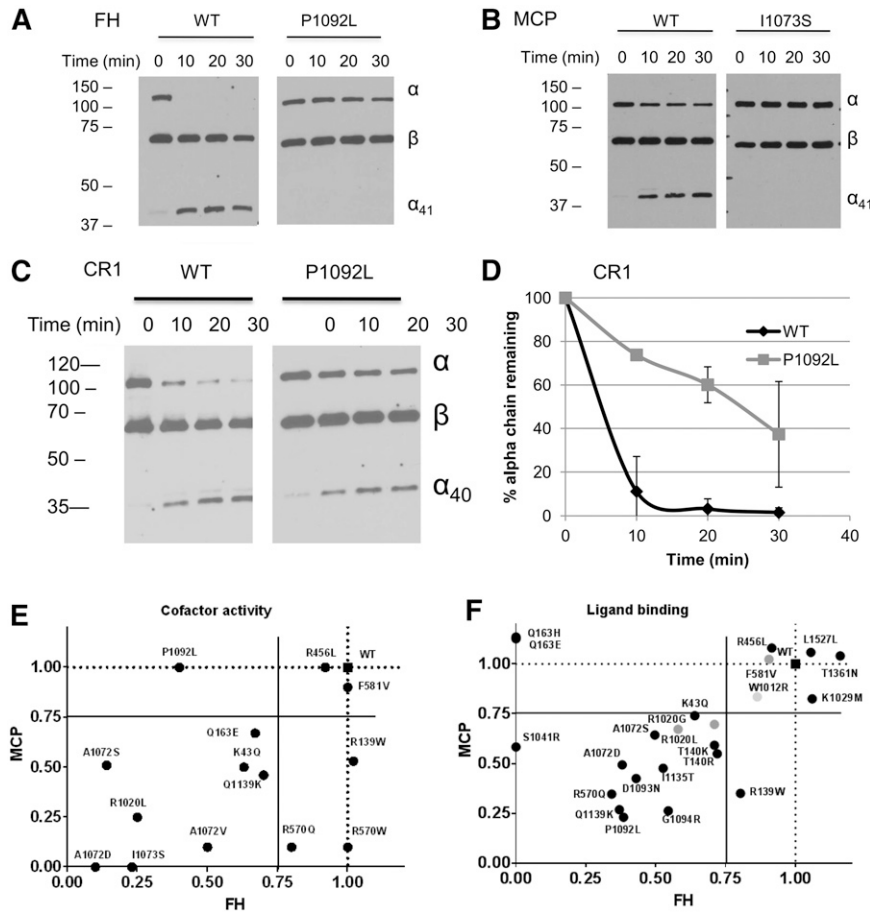 A
FH
WT
P1092L
Time (min)
0 10 20 30
0 10 20 30
150 –
100 –
75 –
50 –
37 –
α
β
α41
B
MCP
WT
I1073S
Time (min)
0 10 20 30
0 10 20 30
150 –
100 –
75 –
50 –
37 –
α
β
α41
C
CR1
WT
P1092L
Time (min)
0 10 20 30
0 10 20 30
120—
100 –
70 –
50 –
35—
α
β
α40
D
CR1
% alpha chain remaining
100
80
60
40
20
0
WT
P1092L
0 10 20 30 40
Time (min)
E
Cofactor activity
MCP
1.00
0.75
0.50
0.25
0.00
P1092L
R456L
WT
F581V
Q163E
K43Q
Q1139K
R139W
A1072S
R1020L
A1072V
R570Q
R570W
A1072D
I1073S
0.00 0.25 0.50 0.75 1.00
FH
F
Ligand binding
MCP
1.00
0.75
0.50
0.25
0.00
Q163H
Q163E
R456L
WT
L1527L
F581V
T1361N
W1012R
K1029M
K43Q
R1020G
A1072S
R1020L
S1041R
T140K
T140R
A1072D
I1135T
D1093N
R570Q
R139W
Q1139K
G1094R
P1092L
0.00 0.25 0.50 0.75 1.00
FH